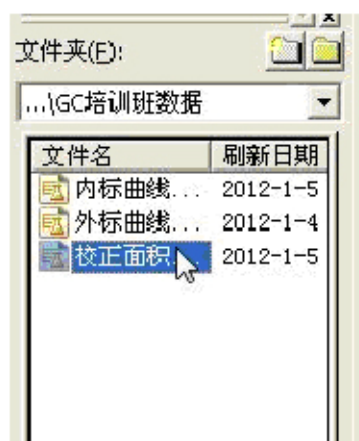 文件夹(F):
...\GC培训班数据
文件名 刷新日期
内标曲线... 2012-1-5
外标曲线... 2012-1-4
校正面积... 2012-1-5